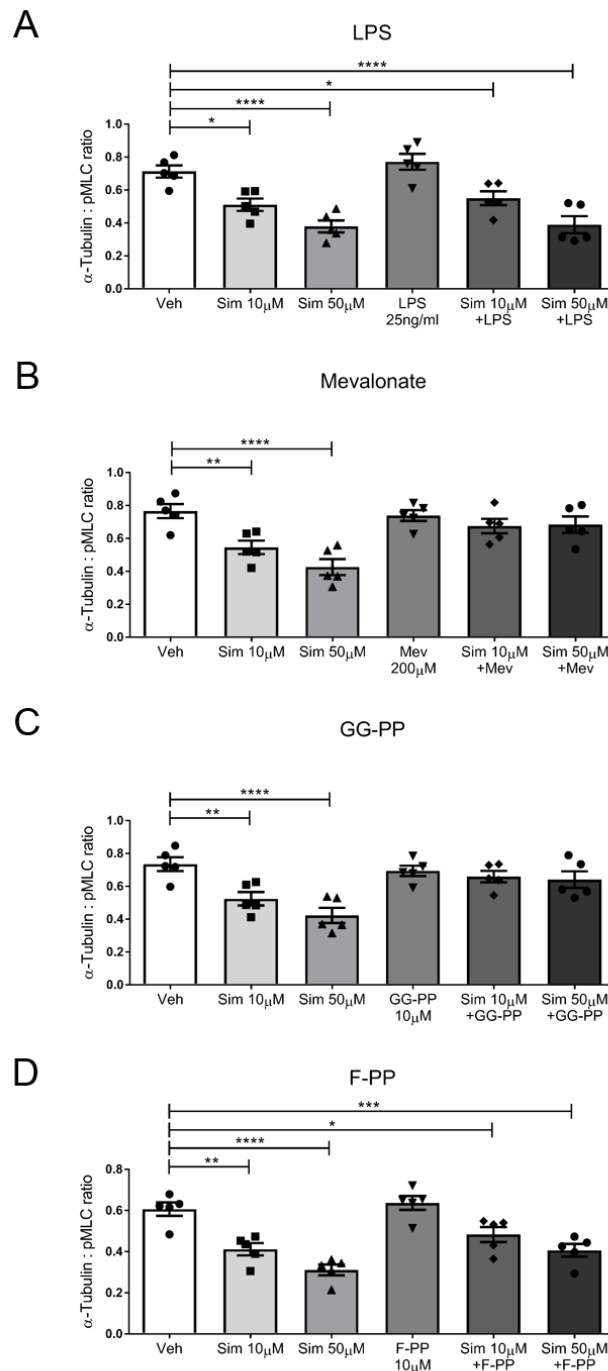 A
LPS
****
*
****
*
α-Tubulin : pMLC ratio
1.0
0.8
0.6
0.4
0.2
0.0
Veh
Sim 10μM
Sim 50μM
LPS
25ng/ml
Sim 10μM
+LPS
Sim 50μM
+LPS
B
Mevalonate
****
**
α-Tubulin : pMLC ratio
1.0
0.8
0.6
0.4
0.2
0.0
Veh
Sim 10μM
Sim 50μM
Mev
200μM
Sim 10μM
+Mev
Sim 50μM
+Mev
C
GG-PP
****
**
α-Tubulin : pMLC ratio
1.0
0.8
0.6
0.4
0.2
0.0
Veh
Sim 10μM
Sim 50μM
GG-PP
10μM
Sim 10μM
+GG-PP
Sim 50μM
+GG-PP
D
F-PP
***
*
****
**
α-Tubulin : pMLC ratio
0.8
0.6
0.4
0.2
0.0
Veh
Sim 10μM
Sim 50μM
F-PP
10μM
Sim 10μM
+F-PP
Sim 50μM
+F-PP